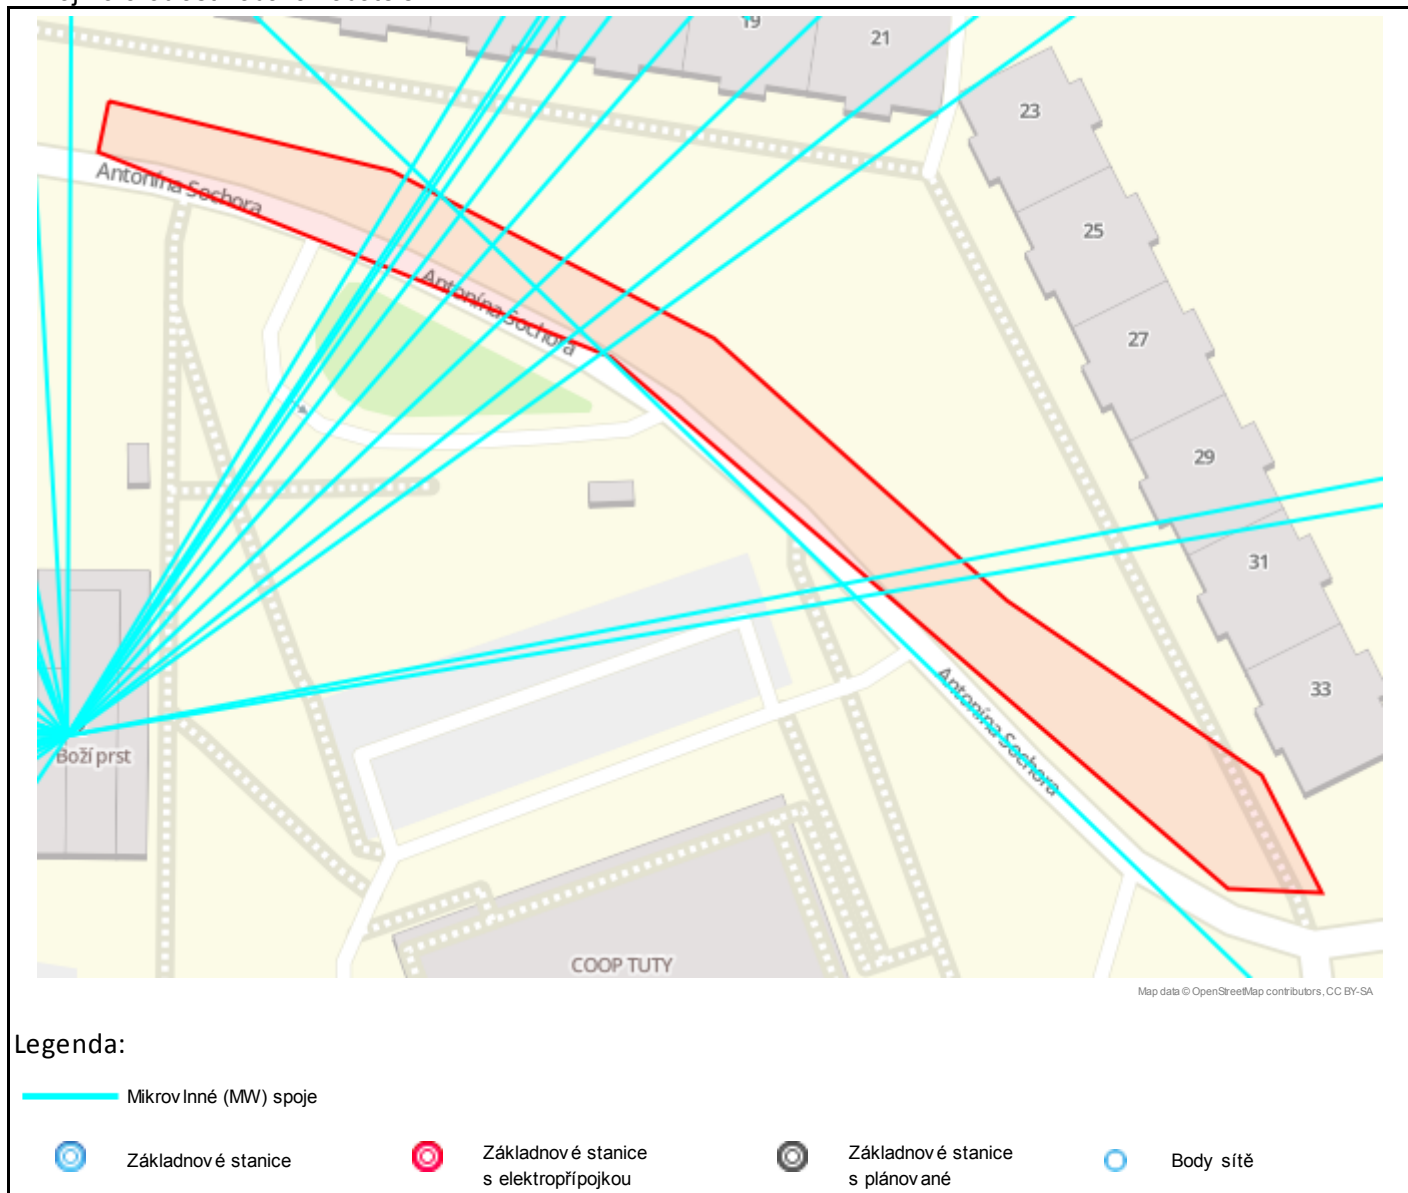 19
21
23
25
27
29
31
33
Antonína Sochora
Antonína Sochora
Antonína Sochora
Boží prst
COOP TUTY
Map data © OpenStreetMap contributors, CC BY-SA
Legenda:
Mikrovlnné (MW) spoje
Základnové stanice
Základnové stanice
s elektropřípojkou
Základnové stanice
s plánované
Body sítě